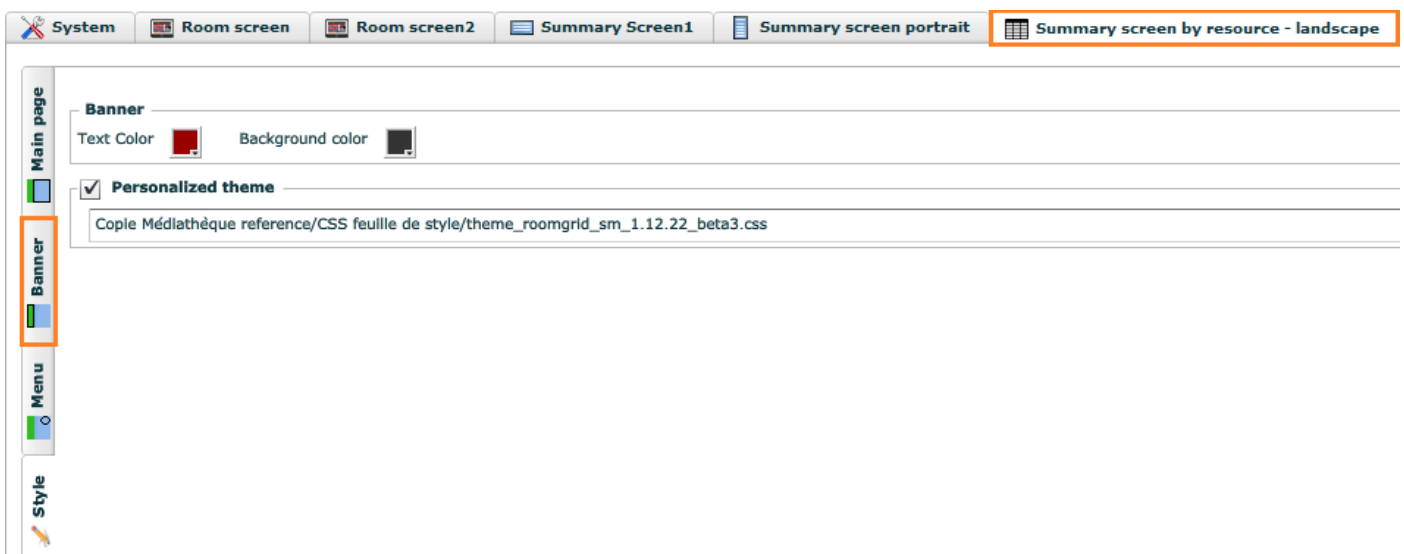 System Room screen Room screen2 Summary Screen1 Summary screen portrait Summary screen by resource - landscape
Main page
Banner
Menu
Style
Banner
Text Color Background color
Personalized theme
Copie Médiathèque reference/CSS feuille de style/theme_roomgrid_sm_1.12.22_beta3.css